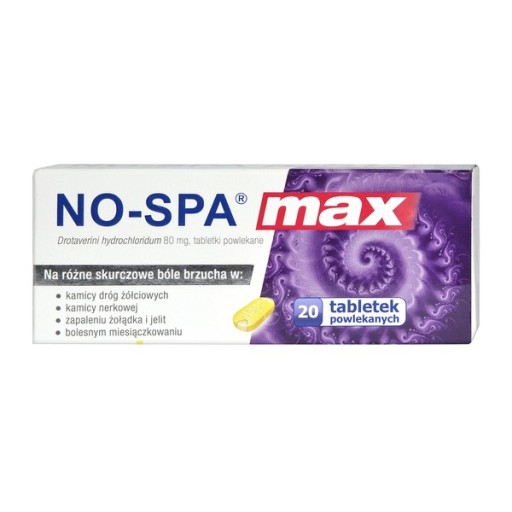 NO-SPA® max
Drotaverini hydrochloridum 80 mg, tabletki powlekane
Na różne skurczowe bóle brzucha w:
• kamicy dróg żółciowych
• kamicy nerkowej
• zapaleniu żołądka i jelit
• bolesnym miesiączkowaniu
20 tabletek
powlekanych